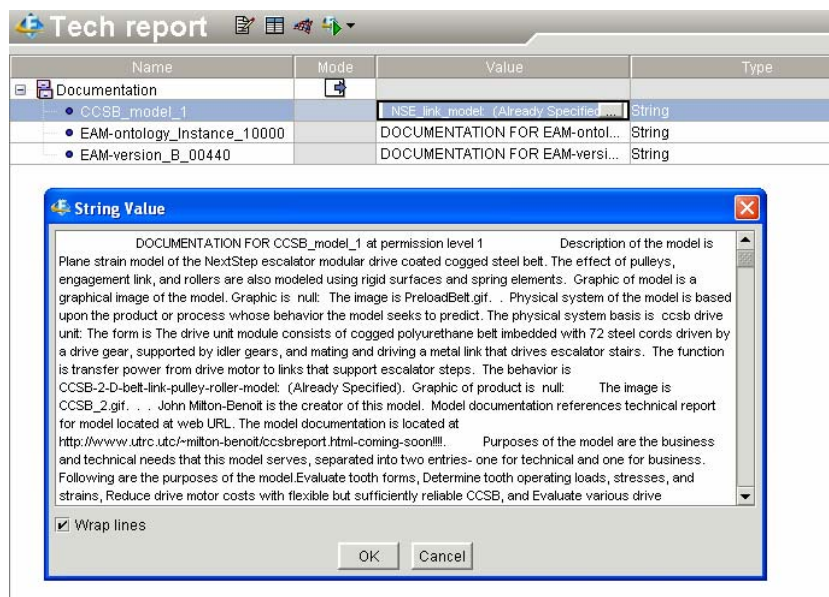 Tech report
Name Mode Value Type
Documentation
CCSB_model_1 NSE_link_model: (Already Specified ... String
EAM-ontology_Instance_10000 DOCUMENTATION FOR EAM-ontol... String
EAM-version_B_00440 DOCUMENTATION FOR EAM-versi... String
String Value
DOCUMENTATION FOR CCSB_model_1 at permission level 1 Description of the model is
Plane strain model of the NextStep escalator modular drive coated cogged steel belt. The effect of pulleys,
engagement link, and rollers are also modeled using rigid surfaces and spring elements. Graphic of model is a
graphical image of the model. Graphic is null: The image is PreloadBelt.gif. . Physical system of the model is based
upon the product or process whose behavior the model seeks to predict. The physical system basis is ccsb drive
unit: The form is The drive unit module consists of cogged polyurethane belt imbedded with 72 steel cords driven by
a drive gear, supported by idler gears, and mating and driving a metal link that drives escalator stairs. The function
is transfer power from drive motor to links that support escalator steps. The behavior is
CCSB-2-D-belt-link-pulley-roller-model: (Already Specified). Graphic of product is null: The image is
CCSB_2.gif. . . John Milton-Benoit is the creator of this model. Model documentation references technical report
for model located at web URL. The model documentation is located at
http://www.utrc.utc/~milton-benoit/ccsbreport.html-coming-soon!!!!. Purposes of the model are the business
and technical needs that this model serves, separated into two entries- one for technical and one for business.
Following are the purposes of the model.Evaluate tooth forms, Determine tooth operating loads, stresses, and
strains, Reduce drive motor costs with flexible but sufficiently reliable CCSB, and Evaluate various drive
Wrap lines
OK Cancel